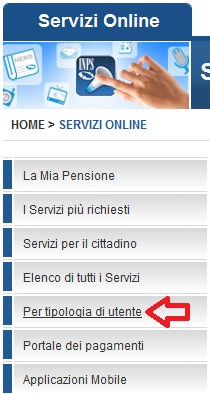 Servizi Online
S
NEWS
INPS
HOME > SERVIZI ONLINE
La Mia Pensione
I Servizi più richiesti
Servizi per il cittadino
Elenco di tutti i Servizi
Per tipologia di utente
Portale dei pagamenti
Applicazioni Mobile